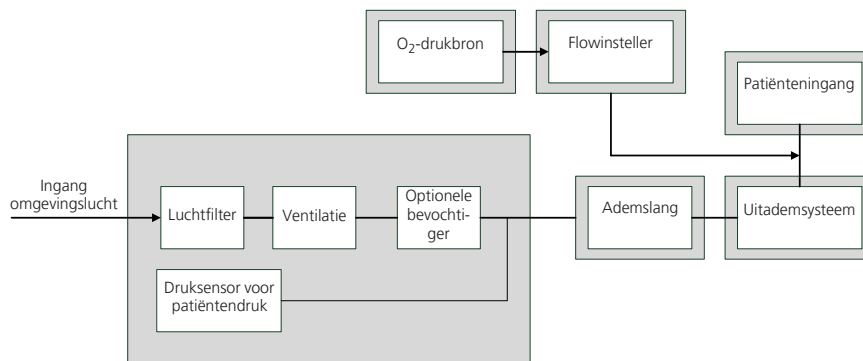 O₂-drukbron
Flowinsteller
Patiënteningang
Ingang
omgevingslucht
Luchtfilter
Ventilatie
Optionele
bevochti-
ger
Ademslang
Uitademsysteem
Druksensor voor
patiëntendruk